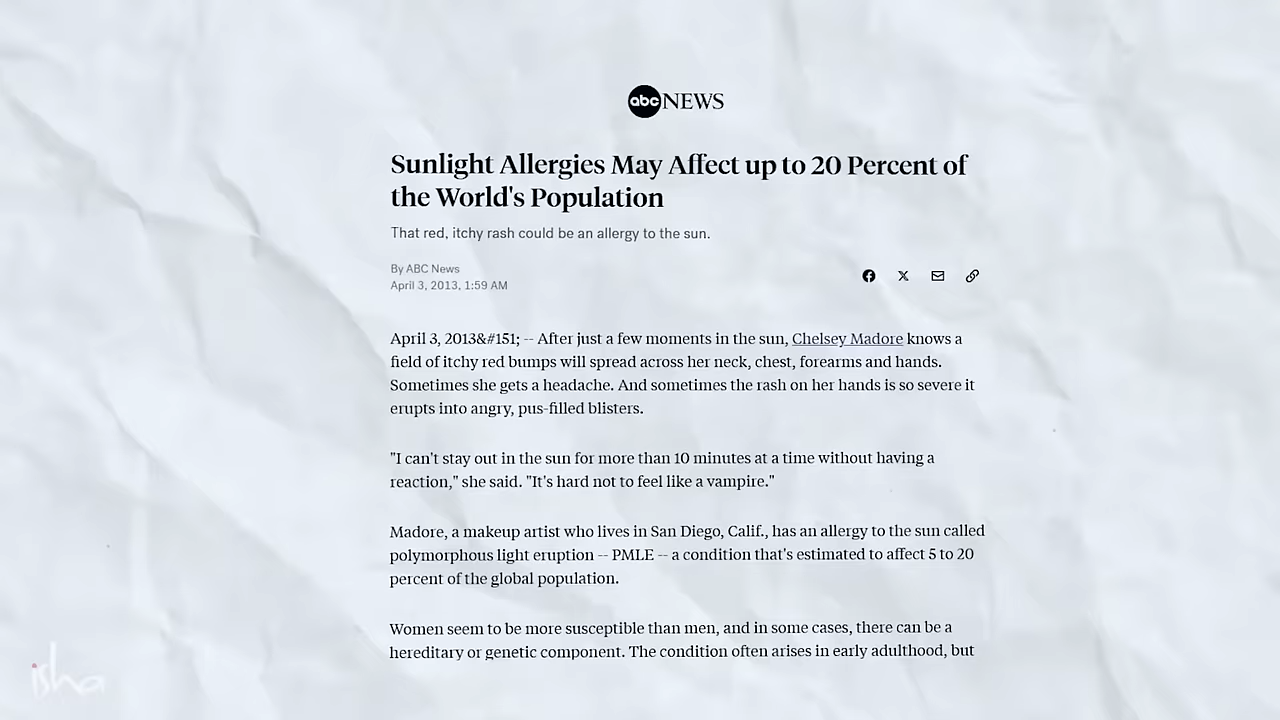 abc NEWS
Sunlight Allergies May Affect up to 20 Percent of
the World's Population
That red, itchy rash could be an allergy to the sun.
By ABC News
April 3, 2013, 1:59 AM
April 3, 2013&#151; -- After just a few moments in the sun, Chelsey Madore knows a
field of itchy red bumps will spread across her neck, chest, forearms and hands.
Sometimes she gets a headache. And sometimes the rash on her hands is so severe it
erupts into angry, pus-filled blisters.
"I can't stay out in the sun for more than 10 minutes at a time without having a
reaction," she said. "It's hard not to feel like a vampire."
Madore, a makeup artist who lives in San Diego, Calif., has an allergy to the sun called
polymorphous light eruption -- PMLE -- a condition that's estimated to affect 5 to 20
percent of the global population.
Women seem to be more susceptible than men, and in some cases, there can be a
hereditary or genetic component. The condition often arises in early adulthood, but
isha